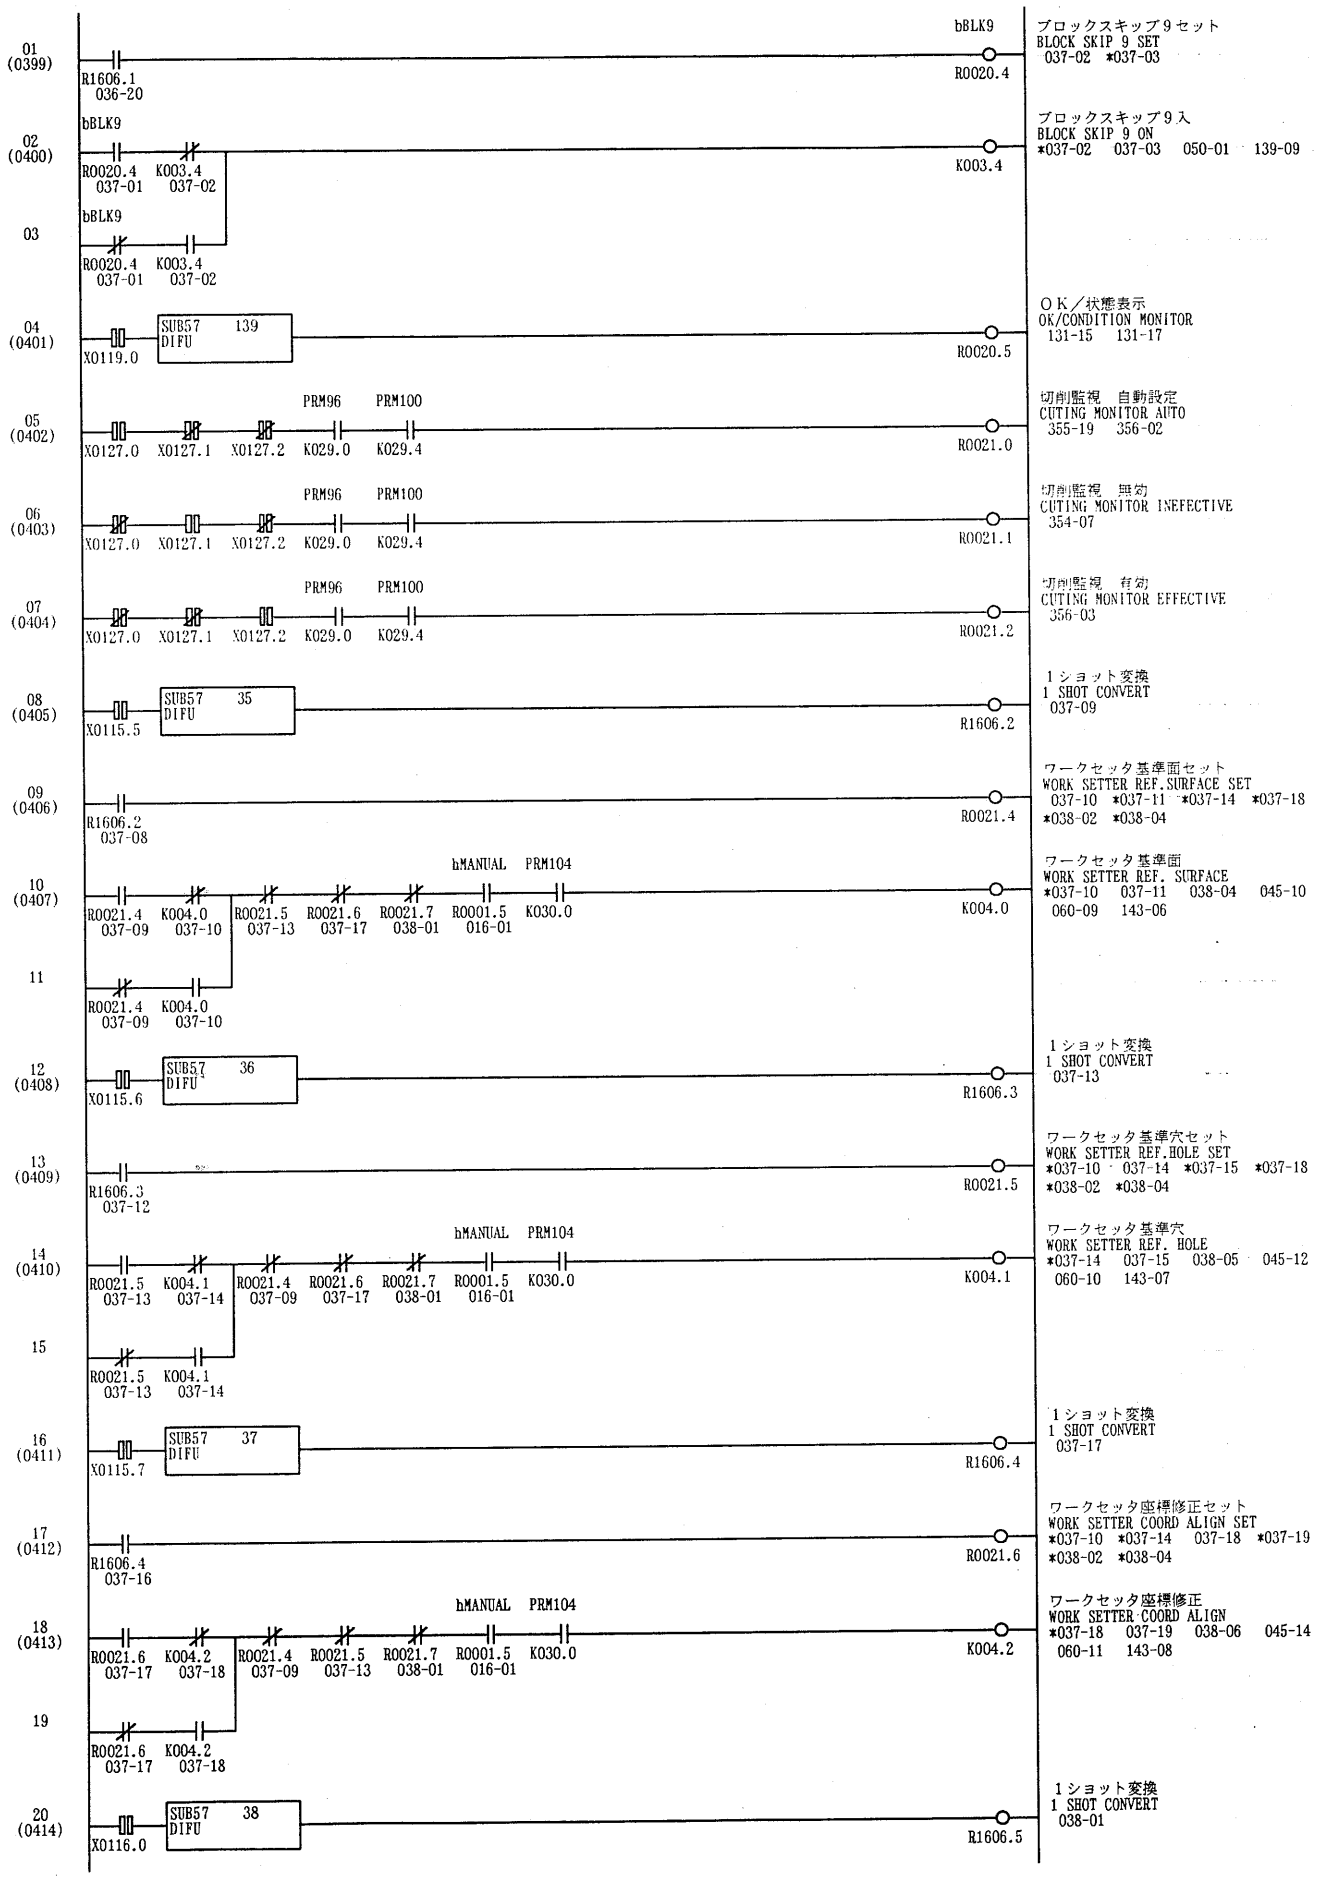 bBLK9
ブロックスキップ9セット
01
BLOCK SKIP 9 SET
(0399)
037-02 *037-03
R1606.1
R0020.4
036-20
bBLK9
ブロックスキップ9入
02
BLOCK SKIP 9 ON
(0400)
*037-02 037-03 050-01 139-09
R0020.4 K003.4
K003.4
037-01 037-02
bBLK9
03
R0020.4 K003.4
037-01 037-02
OK/状態表示
04
SUB57 139
OK/CONDITION MONITOR
(0401)
DIFU
131-15 131-17
X0119.0
R0020.5
PRM96 PRM100
切削監視 自動設定
05
CUTING MONITOR AUTO
(0402)
355-19 356-02
X0127.0 X0127.1 X0127.2 K029.0 K029.4
R0021.0
PRM96 PRM100
切削監視 無効
06
CUTING MONITOR INEFECTIVE
(0403)
354-07
X0127.0 X0127.1 X0127.2 K029.0 K029.4
R0021.1
PRM96 PRM100
切削監視 有効
07
CUTING MONITOR EFFECTIVE
(0404)
356-03
X0127.0 X0127.1 X0127.2 K029.0 K029.4
R0021.2
1ショット変換
08
SUB57 35
1 SHOT CONVERT
(0405)
DIFU
037-09
X0115.5
R1606.2
ワークセッタ基準面セット
09
WORK SETTER REF.SURFACE SET
(0406)
037-10 *037-11 *037-14 *037-18
R1606.2
R0021.4
*038-02 *038-04
037-08
hMANUAL PRM104
ワークセッタ基準面
10
WORK SETTER REF. SURFACE
(0407)
*037-10 037-11 038-04 045-10
R0021.4 K004.0 R0021.5 R0021.6 R0021.7 R0001.5 K030.0
K004.0
060-09 143-06
037-09 037-10 037-13 037-17 038-01 016-01
11
R0021.4 K004.0
037-09 037-10
1ショット変換
12
SUB57 36
1 SHOT CONVERT
(0408)
DIFU
037-13
X0115.6
R1606.3
ワークセッタ基準穴セット
13
WORK SETTER REF.HOLE SET
(0409)
*037-10 037-14 *037-15 *037-18
R1606.3
R0021.5
*038-02 *038-04
037-12
hMANUAL PRM104
ワークセッタ基準穴
14
WORK SETTER REF. HOLE
(0410)
*037-14 037-15 038-05 045-12
R0021.5 K004.1 R0021.4 R0021.6 R0021.7 R0001.5 K030.0
K004.1
060-10 143-07
037-13 037-14 037-09 037-17 038-01 016-01
15
R0021.5 K004.1
037-13 037-14
1ショット変換
16
SUB57 37
1 SHOT CONVERT
(0411)
DIFU
037-17
X0115.7
R1606.4
ワークセッタ座標修正セット
17
WORK SETTER COORD ALIGN SET
(0412)
*037-10 *037-14 037-18 *037-19
R1606.4
R0021.6
*038-02 *038-04
037-16
hMANUAL PRM104
ワークセッタ座標修正
18
WORK SETTER COORD ALIGN
(0413)
*037-18 037-19 038-06 045-14
R0021.6 K004.2 R0021.4 R0021.5 R0021.7 R0001.5 K030.0
K004.2
060-11 143-08
037-17 037-18 037-09 037-13 038-01 016-01
19
R0021.6 K004.2
037-17 037-18
1ショット変換
20
SUB57 38
1 SHOT CONVERT
(0414)
DIFU
038-01
X0116.0
R1606.5